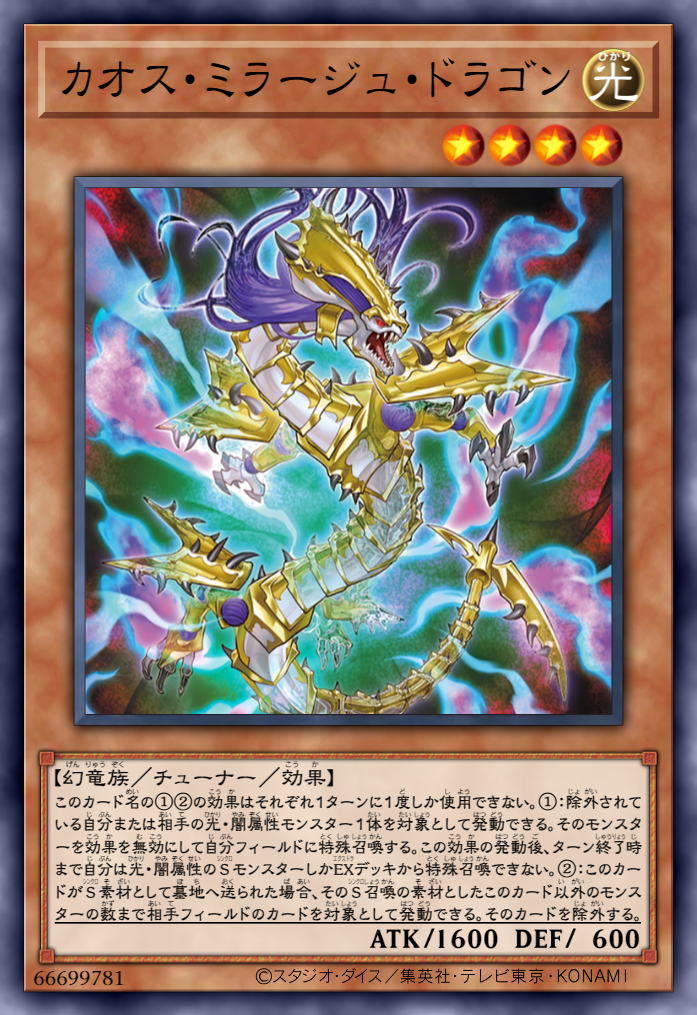 カオス・ミラージュ・ドラゴン
光
【幻竜族/チューナー/効果】
このカード名の①②の効果はそれぞれ1ターンに1度しか使用できない。①:除外されて
いる自分または相手の光・闇属性モンスター1体を対象として発動できる。そのモンスタ
ーを効果を無効にして自分フィールドに特殊召喚する。この効果の発動後、ターン終了時
まで自分は光・闇属性のSモンスターしかEXデッキから特殊召喚できない。②:このカー
ドがS素材として墓地へ送られた場合、そのS召喚の素材としたこのカード以外のモンス
ターの数まで相手フィールドのカードを対象として発動できる。そのカードを除外する。
ATK/1600 DEF/ 600
66699781 ©スタジオ・ダイス/集英社・テレビ東京・KONAMI